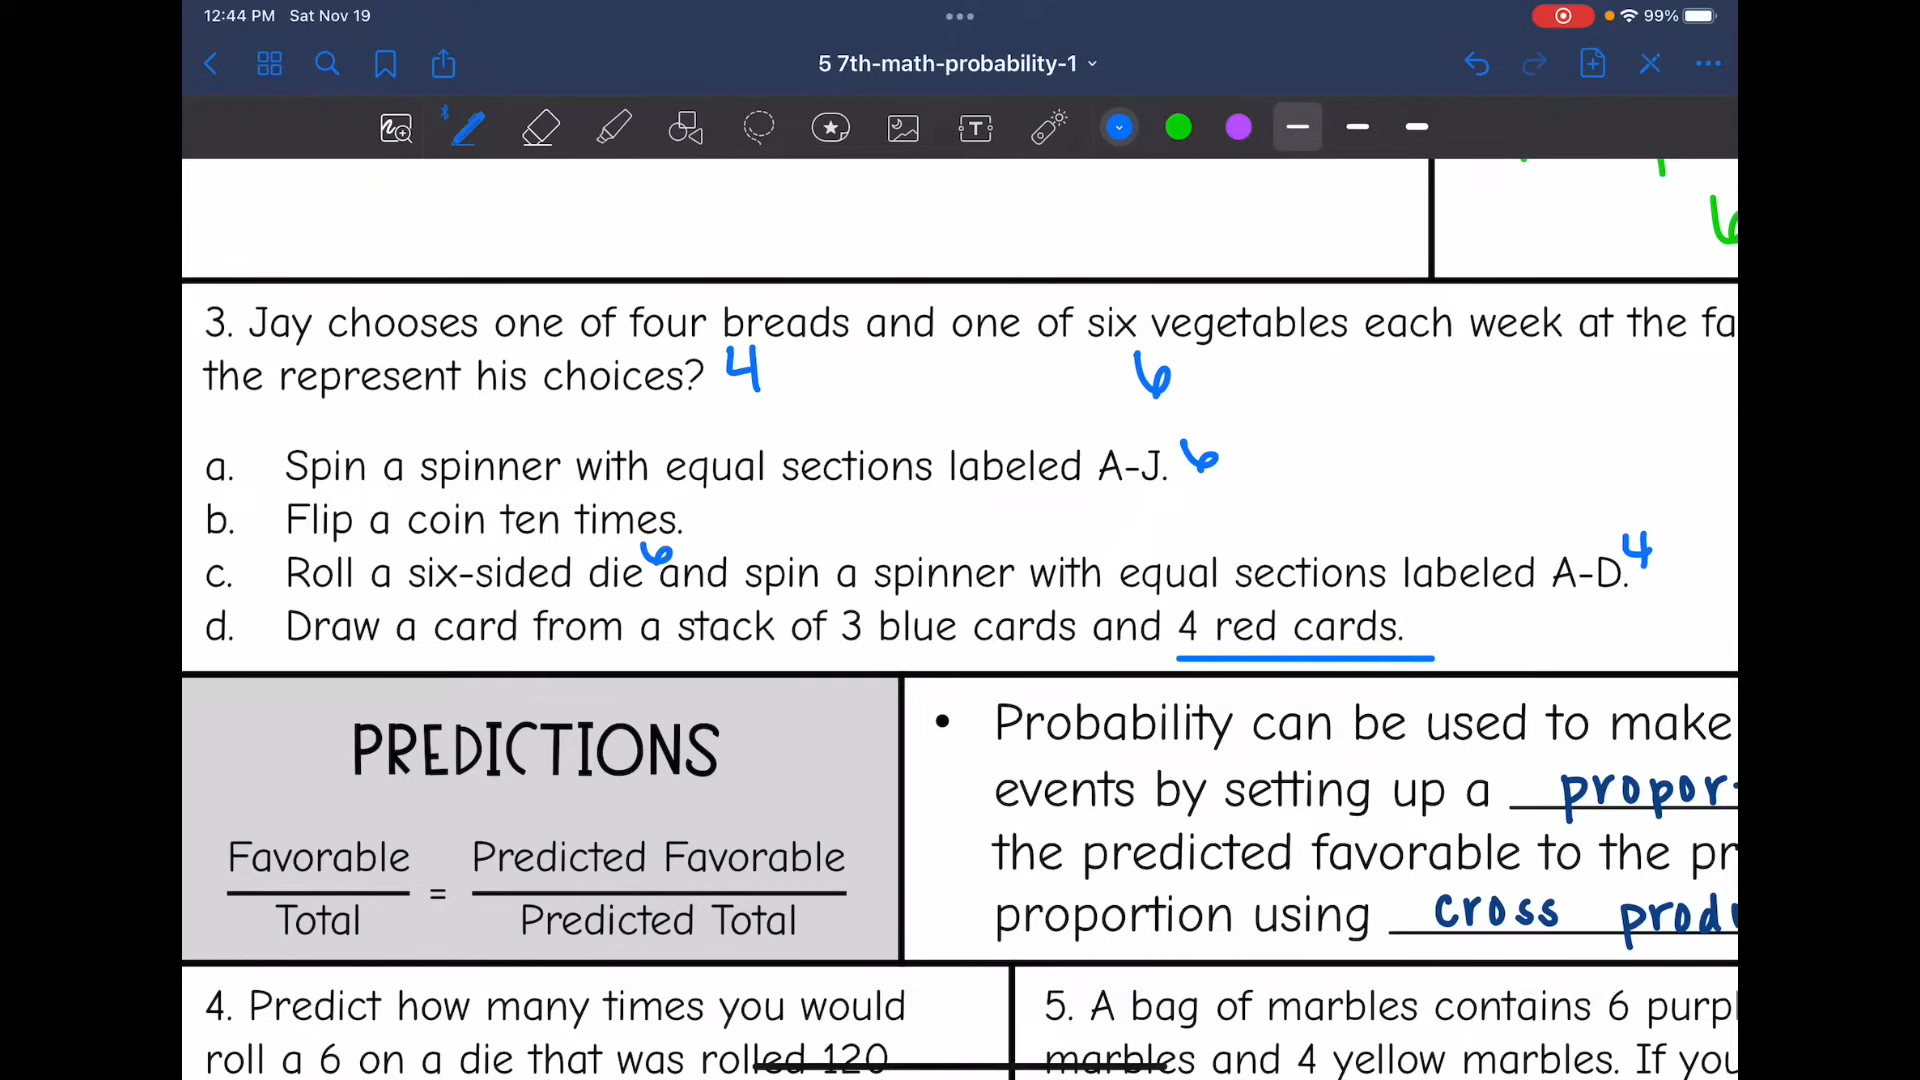 12:44 PM Sat Nov 19
99%
5 7th-math-probability-1
T
6
3. Jay chooses one of four breads and one of six vegetables each week at the fa
the represent his choices? 4 6
a. Spin a spinner with equal sections labeled A-J. 6
b. Flip a coin ten times.
6 4
c. Roll a six-sided die and spin a spinner with equal sections labeled A-D.
d. Draw a card from a stack of 3 blue cards and 4 red cards.
PREDICTIONS
Favorable = Predicted Favorable
Total Predicted Total
• Probability can be used to make
events by setting up a propor
the predicted favorable to the pr
proportion using cross produ
4. Predict how many times you would
roll a 6 on a die that was rolled 120
5. A bag of marbles contains 6 purpl
marbles and 4 yellow marbles. If you